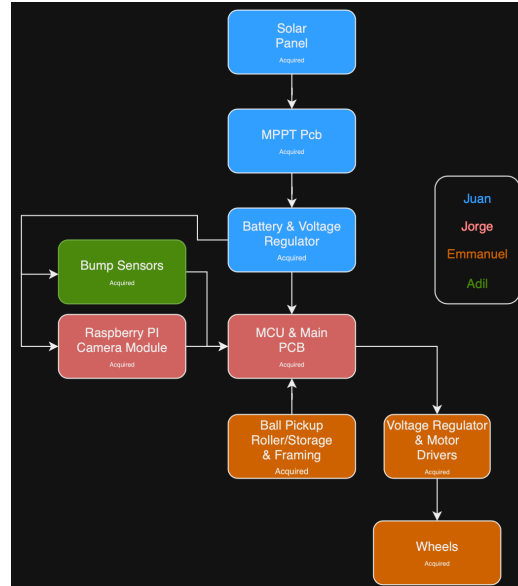 Solar
Panel
Acquired
MPPT Pcb
Acquired
Juan
Jorge
Emmanuel
Adil
Battery & Voltage
Regulator
Acquired
Bump Sensors
Acquired
Raspberry PI
Camera Module
Acquired
MCU & Main
PCB
Acquired
Ball Pickup
Roller/Storage
& Framing
Acquired
Voltage Regulator
& Motor
Drivers
Acquired
Wheels
Acquired